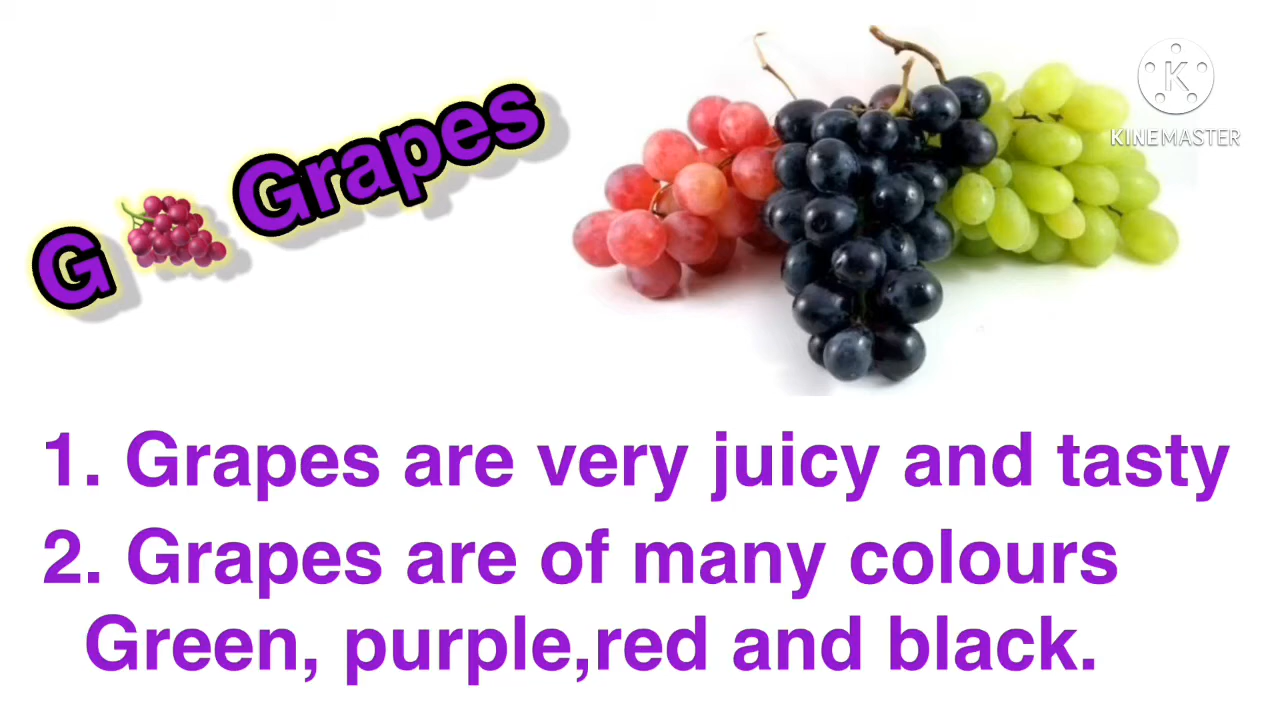 G 🍇 Grapes
K
KINEMASTER
1. Grapes are very juicy and tasty
2. Grapes are of many colours
Green, purple,red and black.